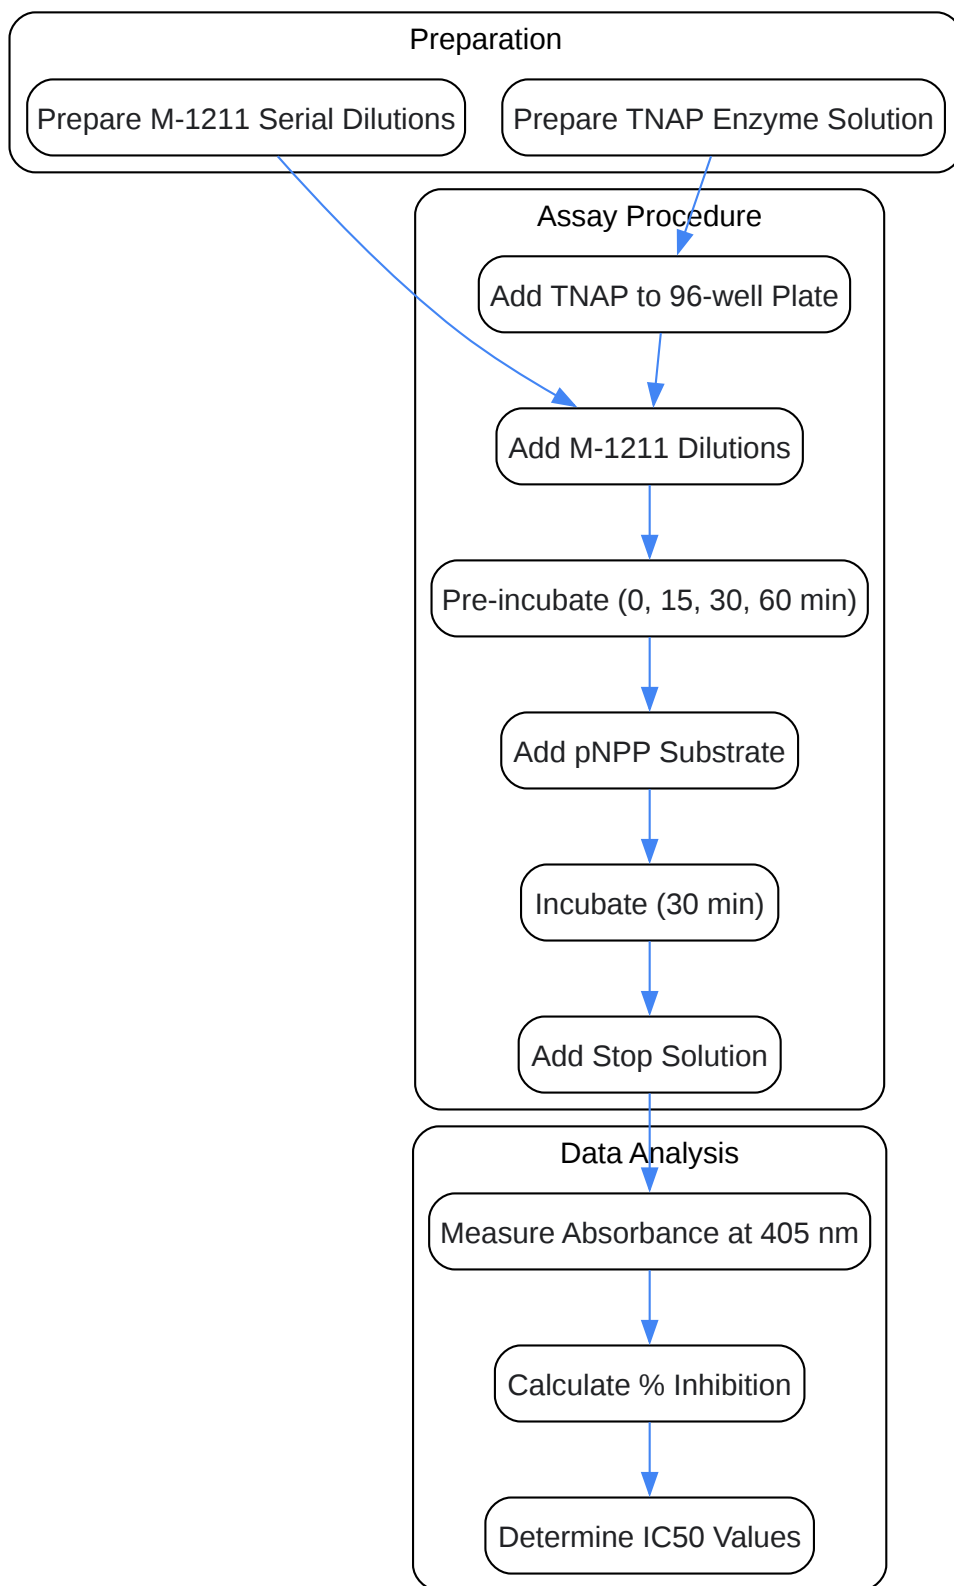 Preparation
Prepare M-1211 Serial Dilutions
Prepare TNAP Enzyme Solution
Assay Procedure
Add TNAP to 96-well Plate
Add M-1211 Dilutions
Pre-incubate (0, 15, 30, 60 min)
Add pNPP Substrate
Incubate (30 min)
Add Stop Solution
Data Analysis
Measure Absorbance at 405 nm
Calculate % Inhibition
Determine IC50 Values